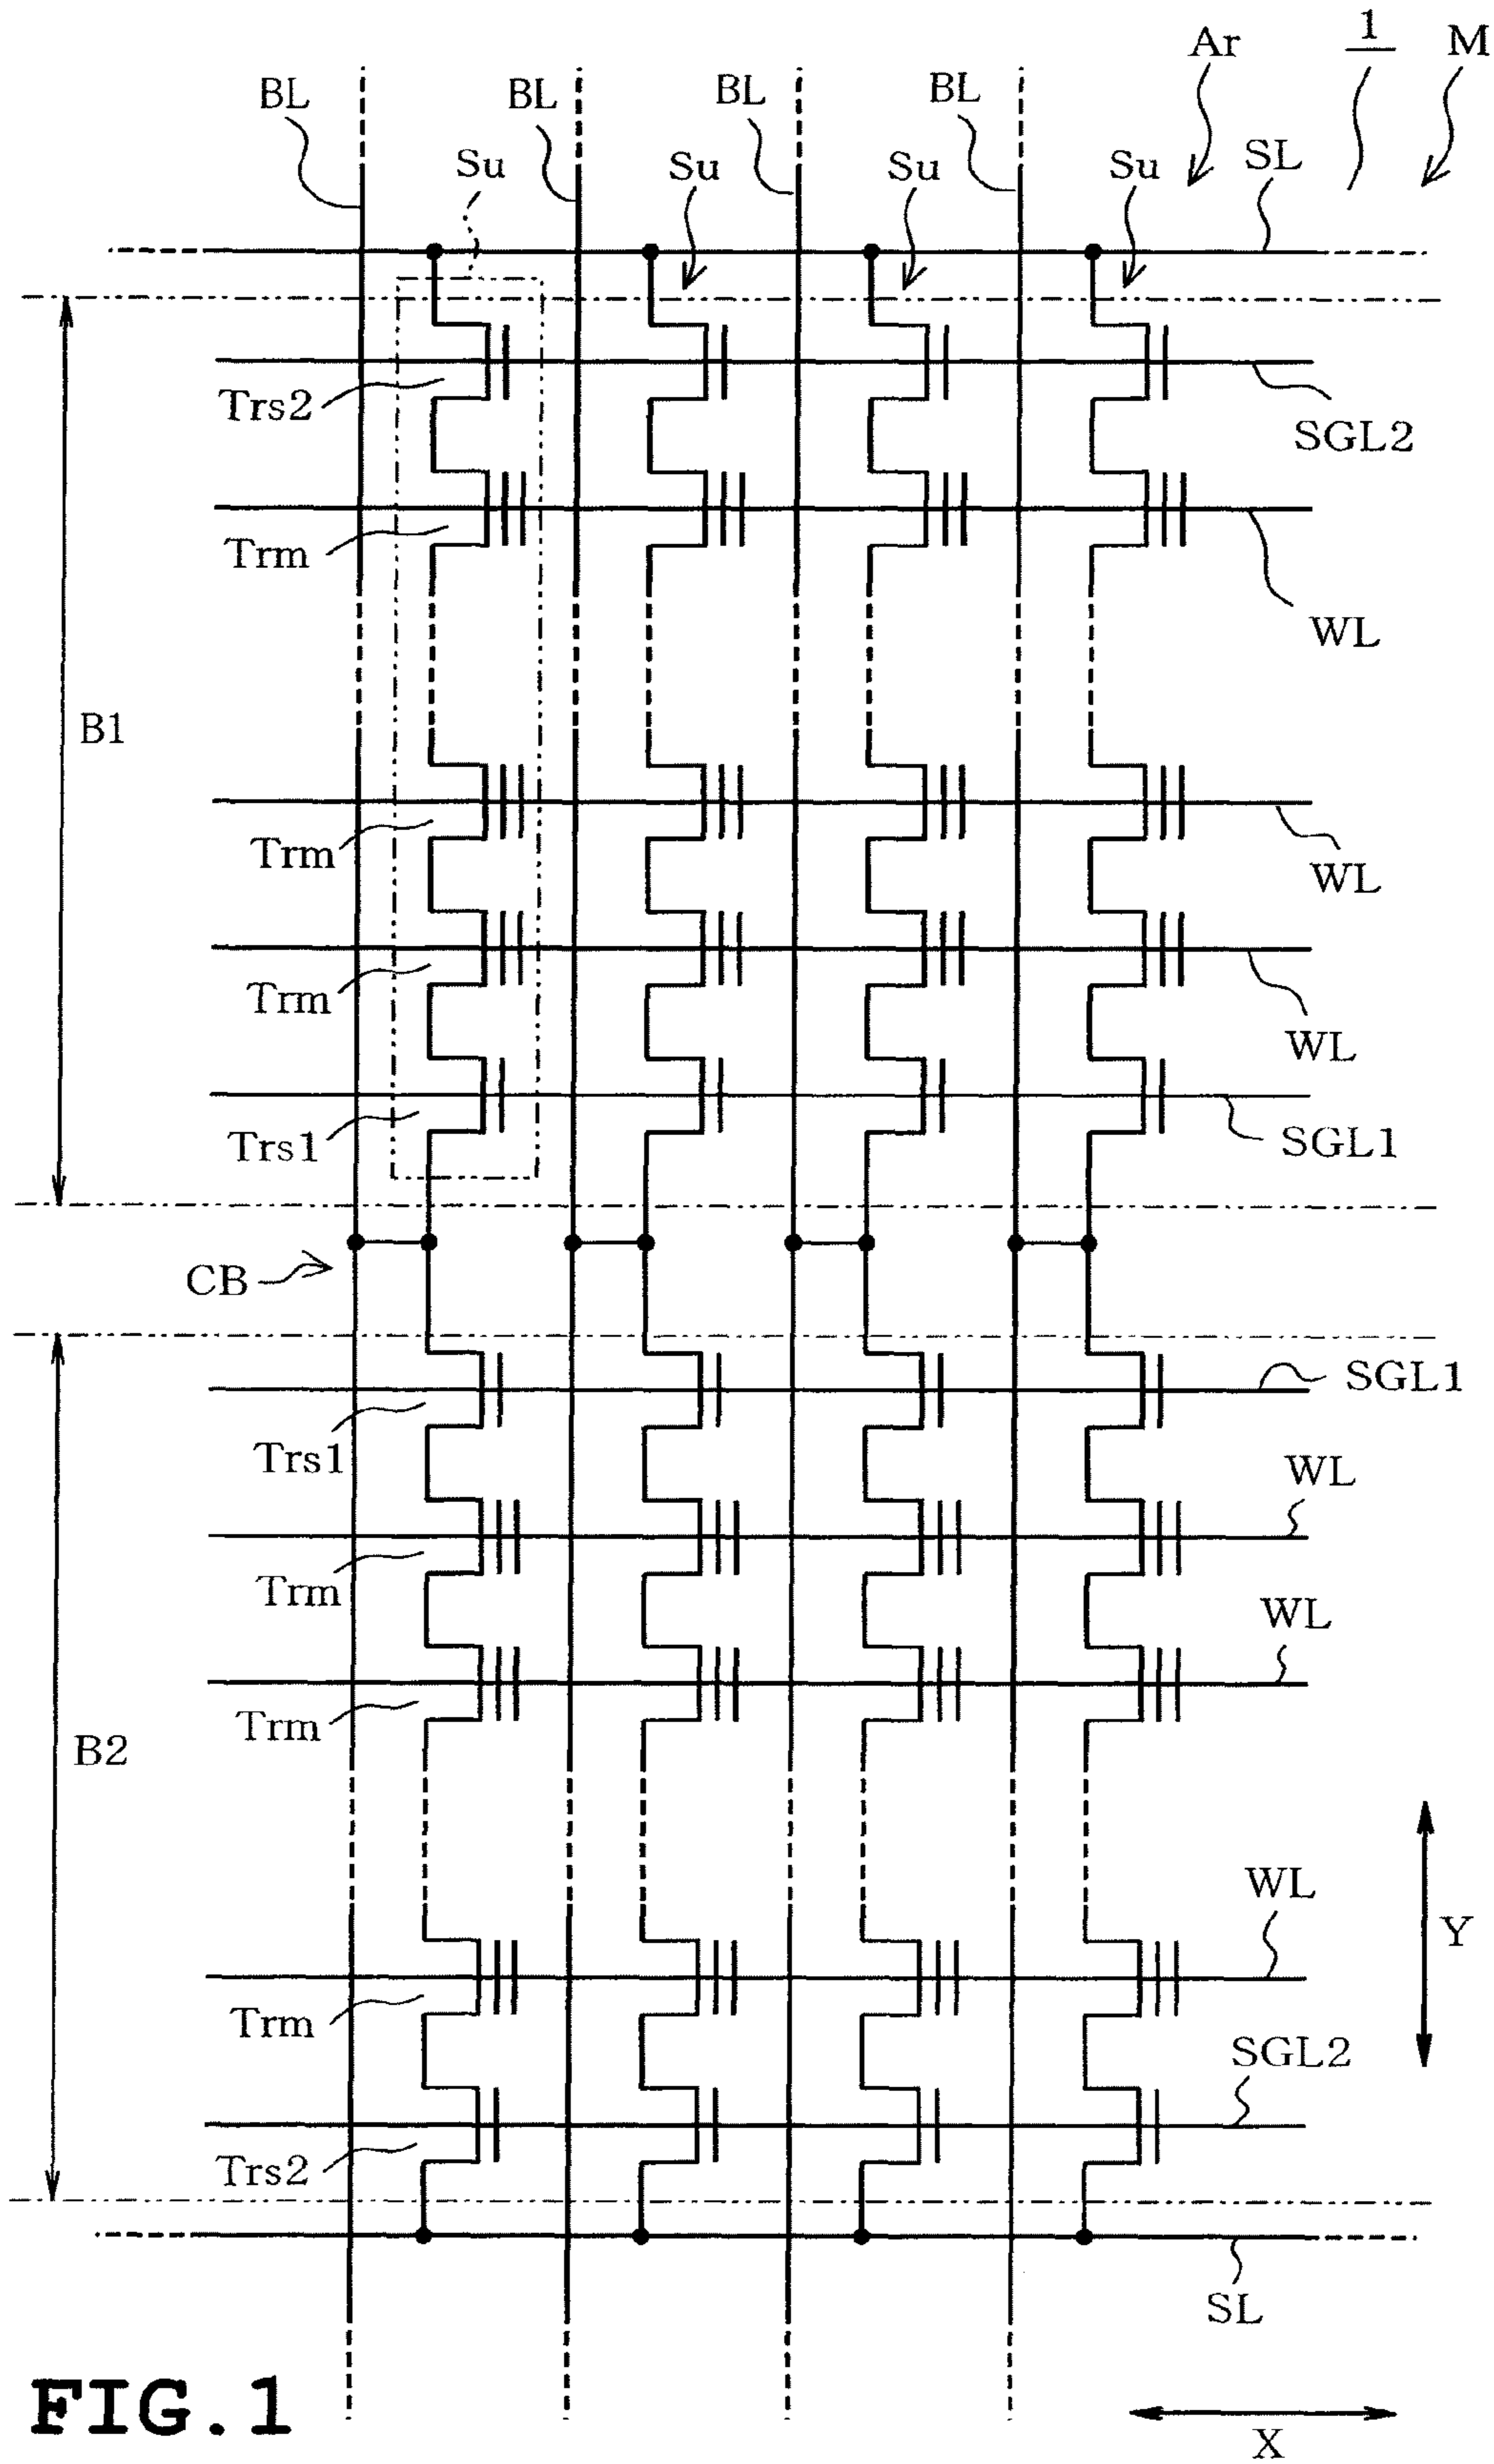 Ar 1 M
BL BL BL BL
Su Su Su Su SL
Trs2 SGL2
Trm WL
B1
Trm WL
Trm WL
Trs1 SGL1
CB
Trs1 SGL1
Trm WL
Trm WL
B2
Trm WL Y
Trs2 SGL2
SL
FIG.1 X